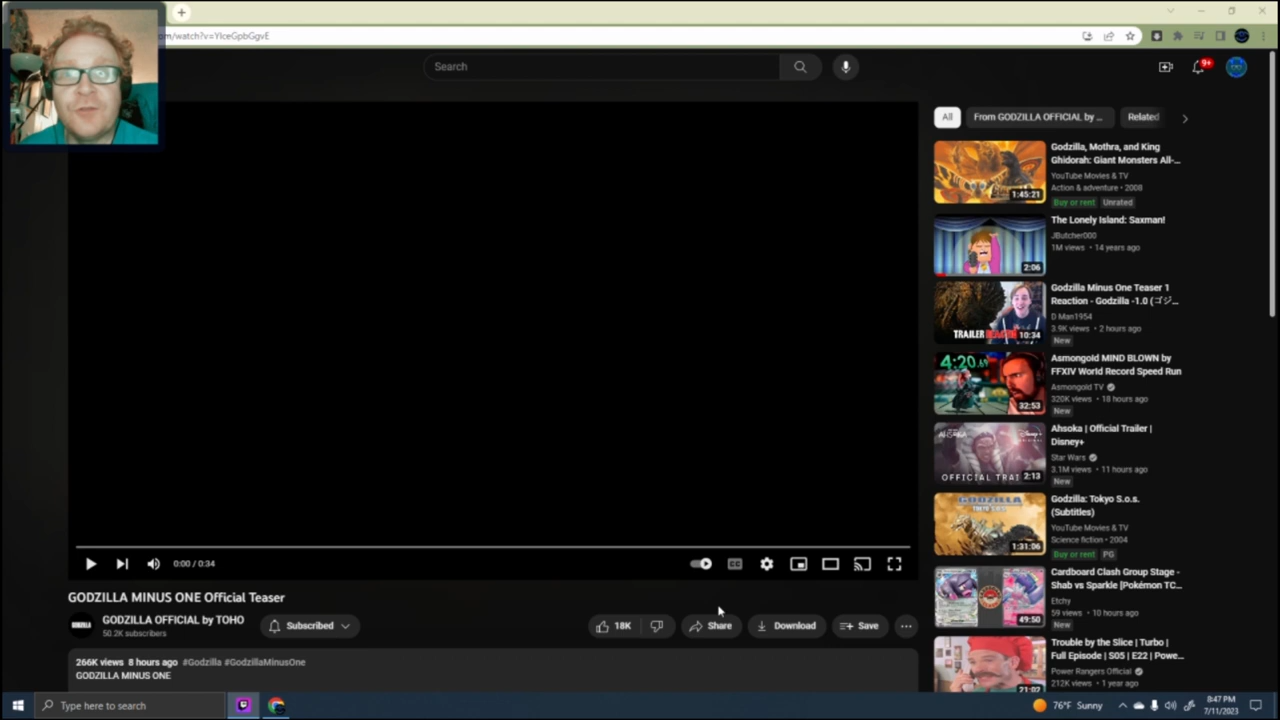 om/watch?v=YIceGpbGgvE
Search
9+
All
From GODZILLA OFFICIAL by ...
Related
Godzilla, Mothra, and King
Ghidorah: Giant Monsters All-...
YouTube Movies & TV
Action & adventure • 2008
Buy or rent Unrated
1:45:21
The Lonely Island: Saxman!
JButcher000
1M views • 14 years ago
2:06
Godzilla Minus One Teaser 1
Reaction - Godzilla -1.0 (ゴジ...
D Man1954
3.9K views • 2 hours ago
New
TRAILER REACTION
10:34
Asmongold MIND BLOWN by
FFXIV World Record Speed Run
Asmongold TV
320K views • 18 hours ago
New
4:20.69
32:53
Ahsoka | Official Trailer |
Disney+
Star Wars
3.1M views • 11 hours ago
New
AHSOKA
OFFICIAL TRAI
2:13
Godzilla: Tokyo S.o.s.
(Subtitles)
YouTube Movies & TV
Science fiction • 2004
Buy or rent PG
GODZILLA
TOKYO S.O.S.
1:31:06
Cardboard Clash Group Stage -
Shab vs Sparkle [Pokémon TC...
Etchy
59 views • 10 hours ago
New
49:50
Trouble by the Slice | Turbo |
Full Episode | S05 | E22 | Powe...
Power Rangers Official
212K views • 1 year ago
21:02
0:00 / 0:34
CC
GODZILLA MINUS ONE Official Teaser
GODZILLA OFFICIAL by TOHO
50.2K subscribers
Subscribed
18K
Share
Download
Save
...
266K views 8 hours ago #Godzilla #GodzillaMinusOne
GODZILLA MINUS ONE
Type here to search
76°F Sunny
8:47 PM
7/11/2023